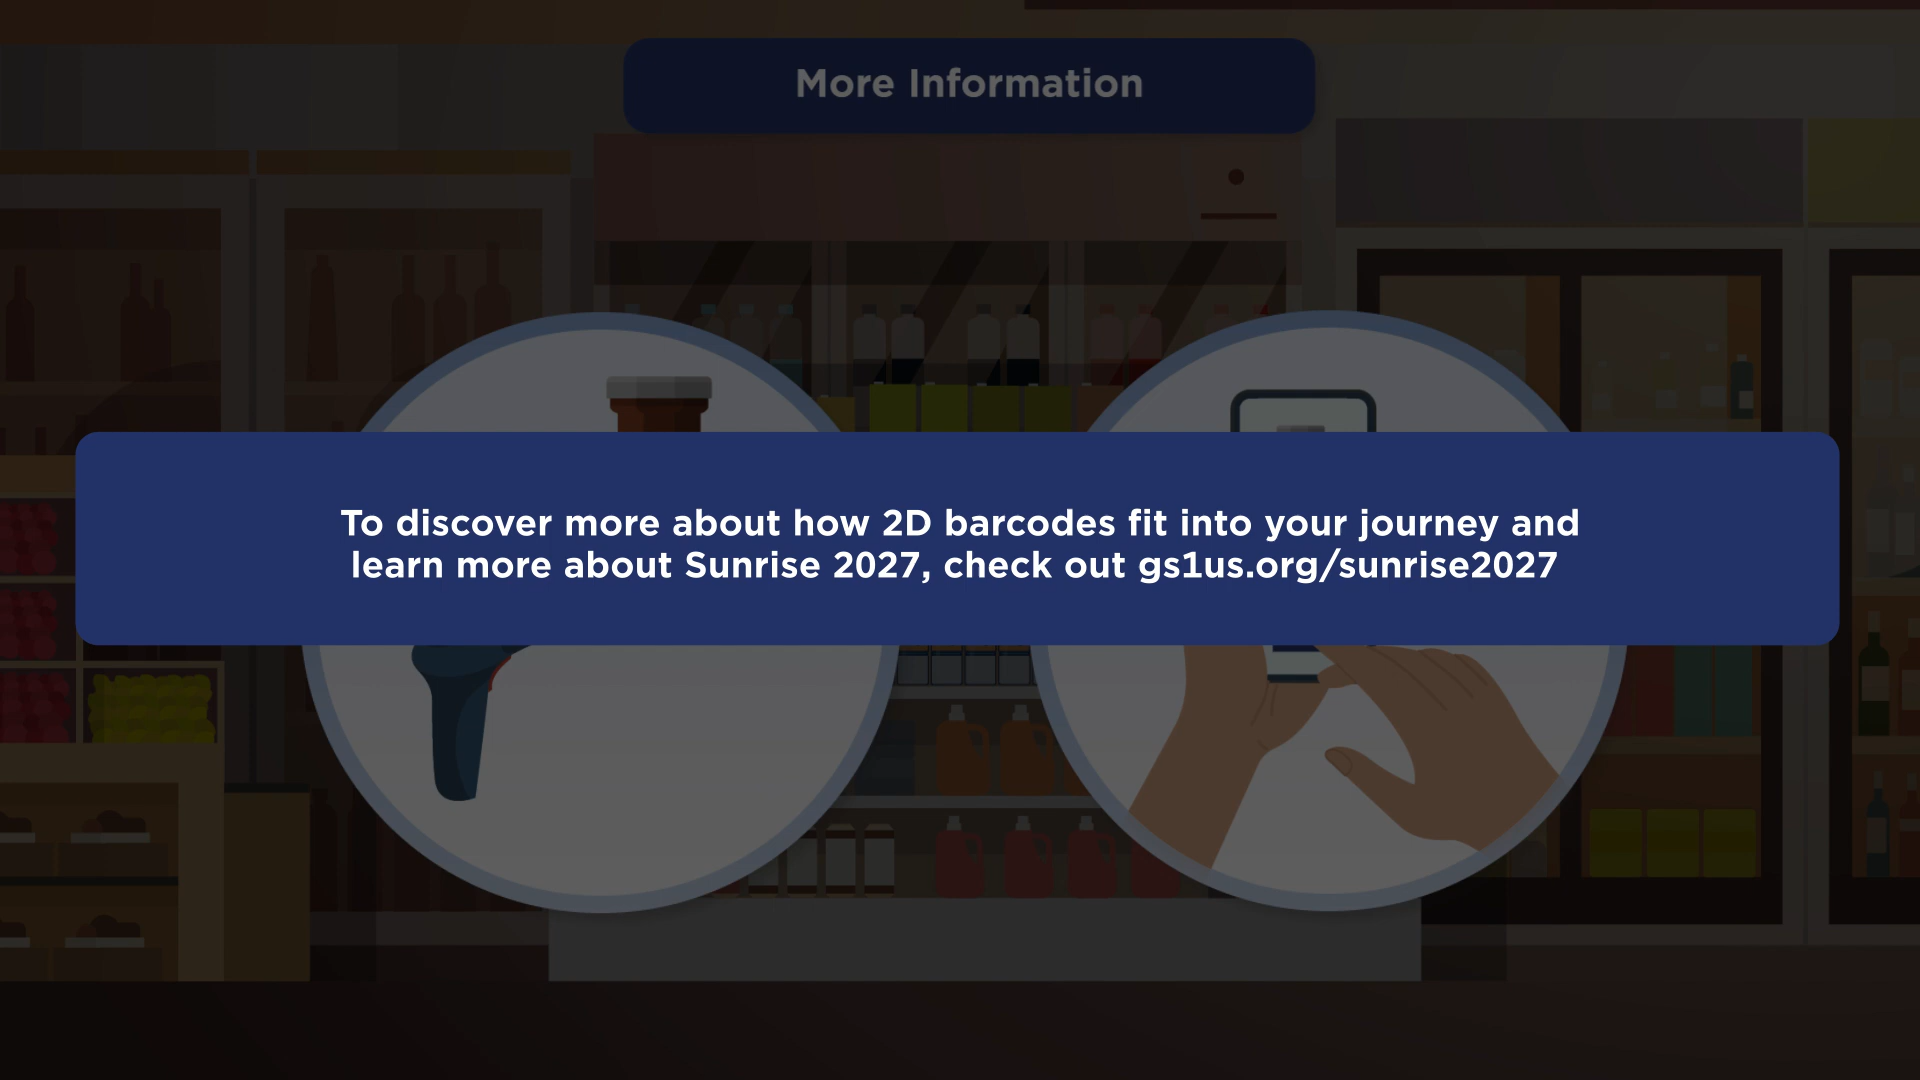 More Information
To discover more about how 2D barcodes fit into your journey and
learn more about Sunrise 2027, check out gs1us.org/sunrise2027